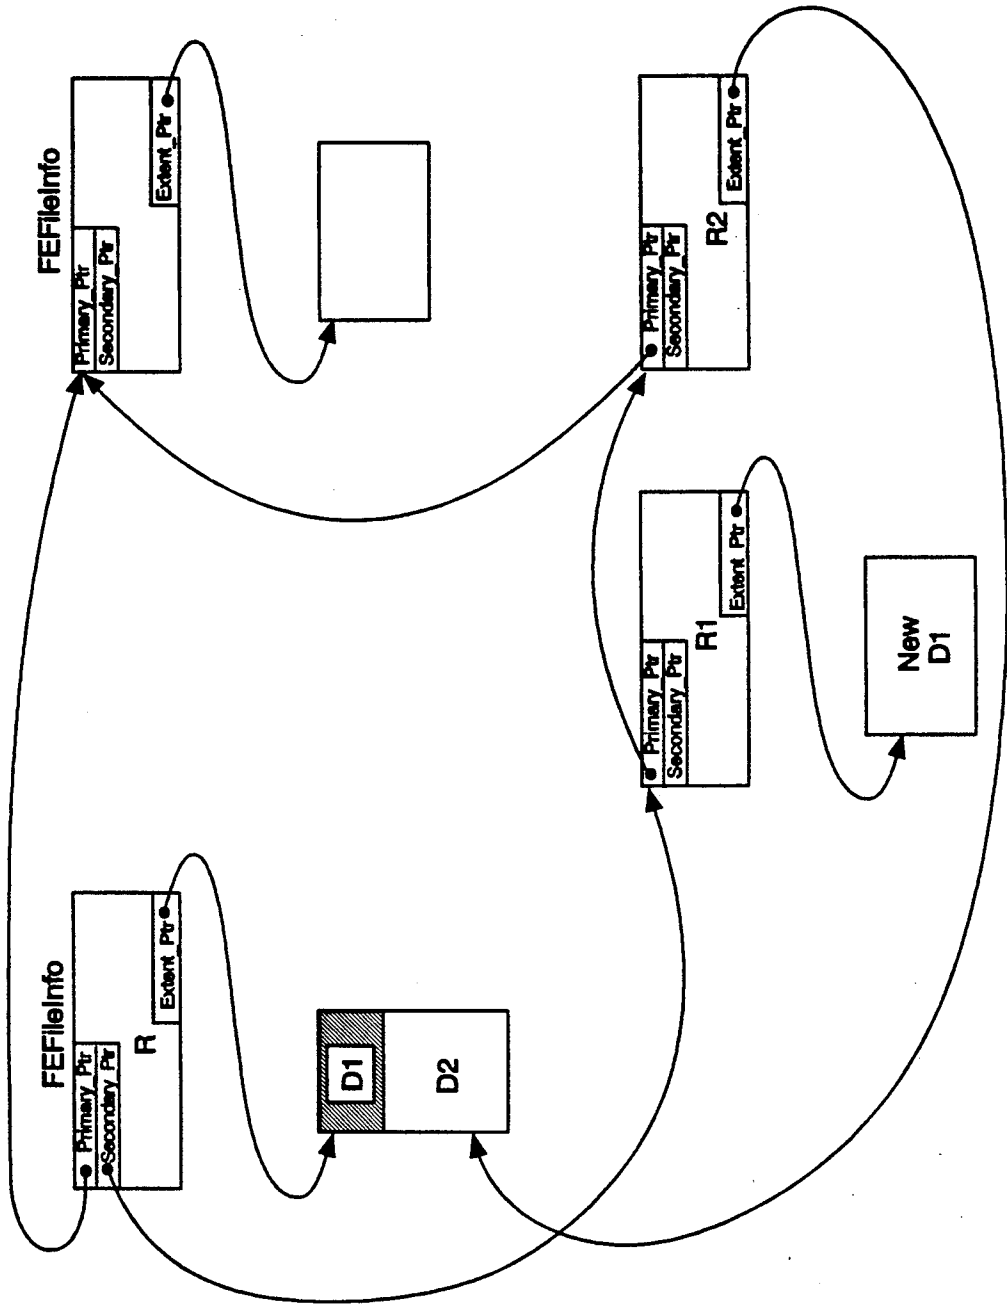 FEFileInfo
Primary_Ptr
Secondary_Ptr
R
Extent_Ptr
FEFileInfo
Primary_Ptr
Secondary_Ptr
Extent_Ptr
D1
D2
Primary_Ptr
Secondary_Ptr
R1
Extent_Ptr
Primary_Ptr
Secondary_Ptr
R2
Extent_Ptr
New
D1